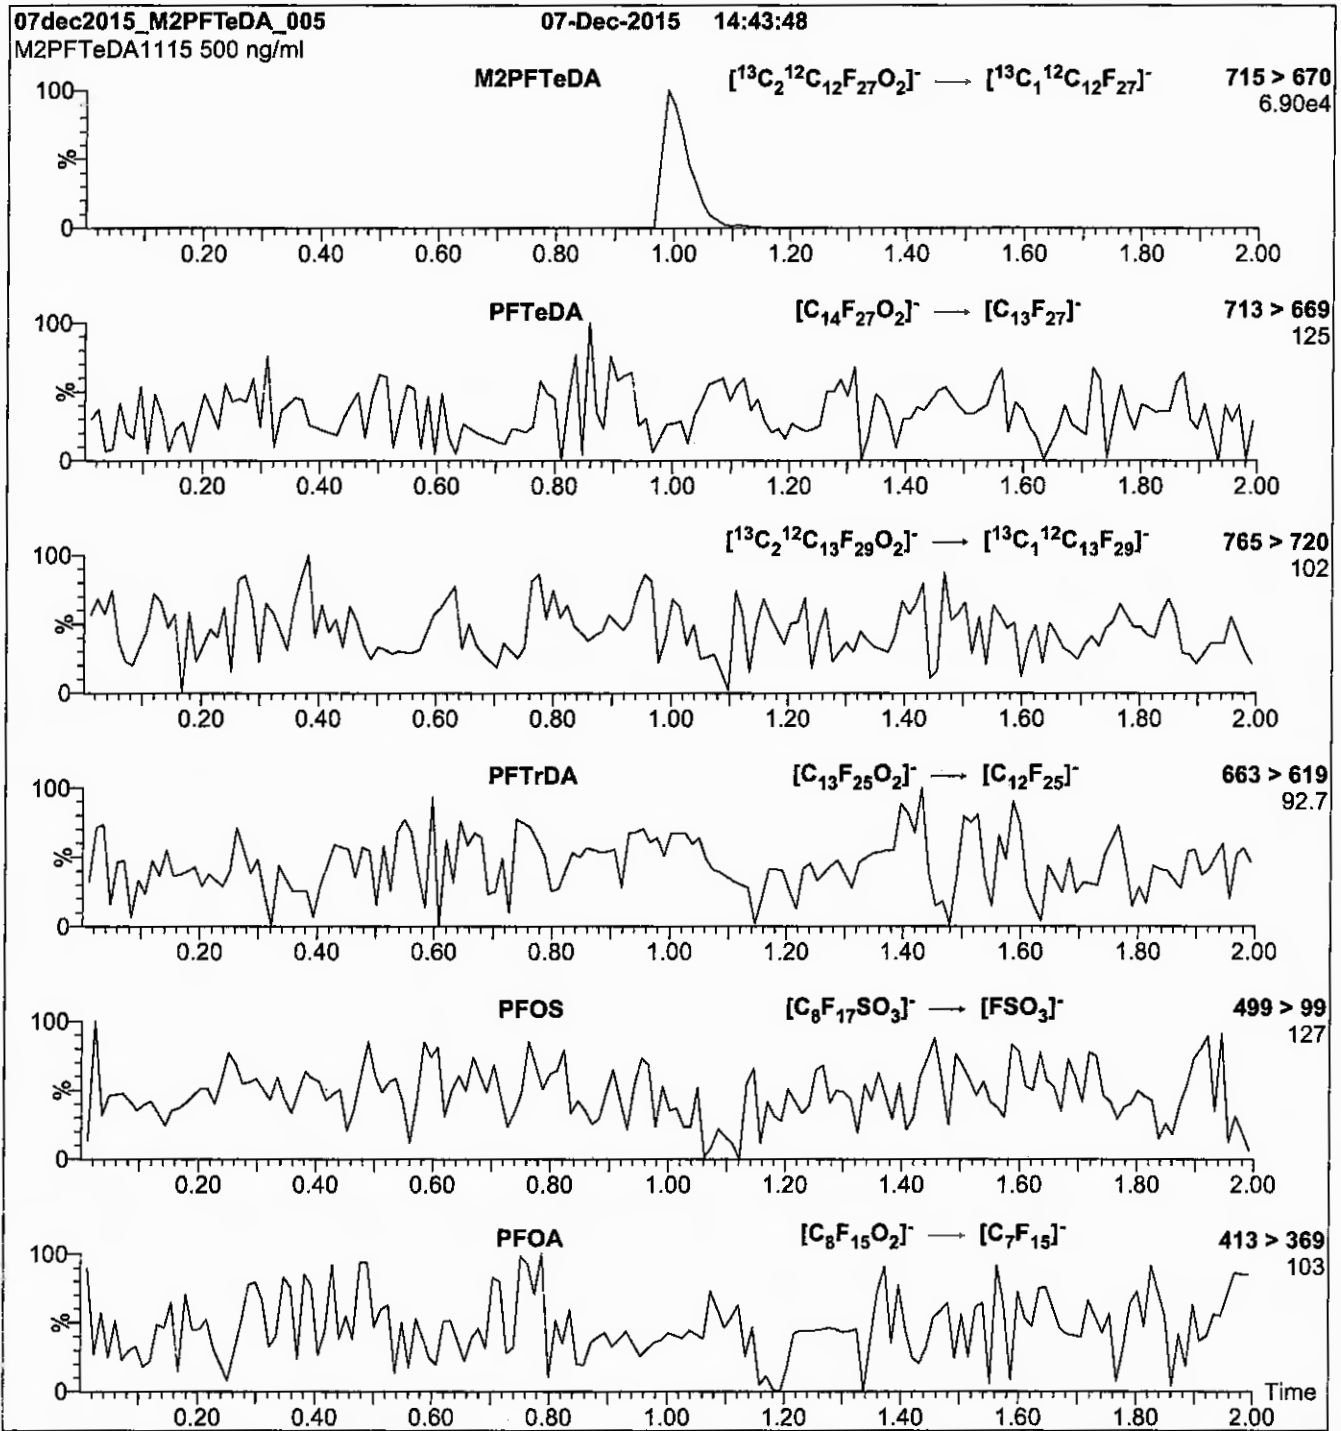 07dec2015_M2PFTeDA_005 07-Dec-2015 14:43:48
M2PFTeDA1115 500 ng/ml
M2PFTeDA [¹³C₂¹²C₁₂F₂₇O₂]⁻ → [¹³C₁¹²C₁₂F₂₇]⁻ 715 > 670
6.90e4
100
%
0
0.20 0.40 0.60 0.80 1.00 1.20 1.40 1.60 1.80 2.00
PFTeDA [C₁₄F₂₇O₂]⁻ → [C₁₃F₂₇]⁻ 713 > 669
125
100
%
0
0.20 0.40 0.60 0.80 1.00 1.20 1.40 1.60 1.80 2.00
[¹³C₂¹²C₁₃F₂₉O₂]⁻ → [¹³C₁¹²C₁₃F₂₉]⁻ 765 > 720
102
100
%
0
0.20 0.40 0.60 0.80 1.00 1.20 1.40 1.60 1.80 2.00
PFTrDA [C₁₃F₂₅O₂]⁻ → [C₁₂F₂₅]⁻ 663 > 619
92.7
100
%
0
0.20 0.40 0.60 0.80 1.00 1.20 1.40 1.60 1.80 2.00
PFOS [C₈F₁₇SO₃]⁻ → [FSO₃]⁻ 499 > 99
127
100
%
0
0.20 0.40 0.60 0.80 1.00 1.20 1.40 1.60 1.80 2.00
PFOA [C₈F₁₅O₂]⁻ → [C₇F₁₅]⁻ 413 > 369
103
100
%
0
Time
0.20 0.40 0.60 0.80 1.00 1.20 1.40 1.60 1.80 2.00